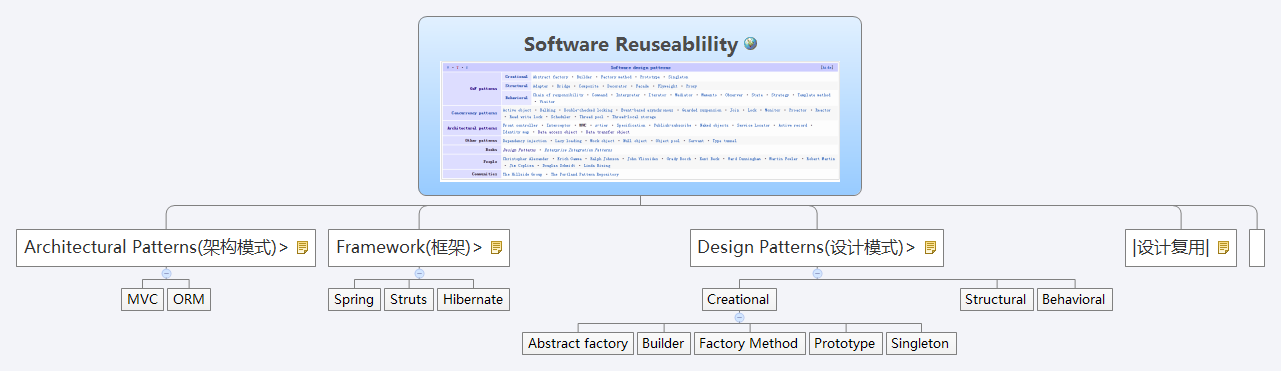 Software Reuseablility
Software design patterns
GoF patterns
Creational
Abstract factory • Builder • Factory method • Prototype • Singleton
Structural
Adapter • Bridge • Composite • Decorator • Facade • Flyweight • Proxy
Behavioral
Chain of responsibility • Command • Interpreter • Iterator • Mediator • Memento • Observer • State • Strategy • Template method
• Visitor
Concurrency patterns
Active object • Balking • Double-checked locking • Event-based asynchronous • Guarded suspension • Join • Lock • Monitor • Proactor • Reactor
• Read write lock • Scheduler • Thread pool • Thread-local storage
Architectural patterns
Front controller • Interceptor • MVC • n-tier • Specification • Publish-subscribe • Naked objects • Service Locator • Active record •
Identity map • Data access object • Data transfer object
Other patterns
Dependency injection • Lazy loading • Mock object • Null object • Object pool • Servant • Type tunnel
Books
Design Patterns • Enterprise Integration Patterns
People
Christopher Alexander • Erich Gamma • Ralph Johnson • John Vlissides • Grady Booch • Kent Beck • Ward Cunningham • Martin Fowler • Robert Martin
• Jim Coplien • Douglas Schmidt • Linda Rising
Communities
The Hillside Group • The Portland Pattern Repository
Architectural Patterns(架构模式)>
Framework(框架)>
Design Patterns(设计模式)>
|设计复用|
MVC
ORM
Spring
Struts
Hibernate
Creational
Structural
Behavioral
Abstract factory
Builder
Factory Method
Prototype
Singleton